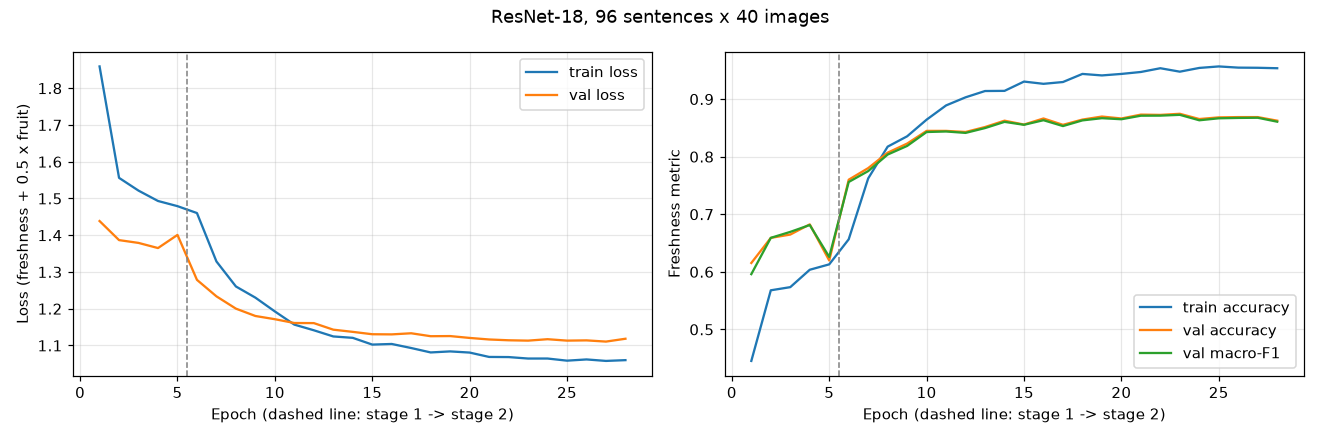 ResNet-18, 96 sentences x 40 images
Loss (freshness + 0.5 x fruit)
1.8
1.7
1.6
1.5
1.4
1.3
1.2
1.1
train loss
val loss
0 5 10 15 20 25
Epoch (dashed line: stage 1 -> stage 2)
Freshness metric
0.9
0.8
0.7
0.6
0.5
train accuracy
val accuracy
val macro-F1
0 5 10 15 20 25
Epoch (dashed line: stage 1 -> stage 2)